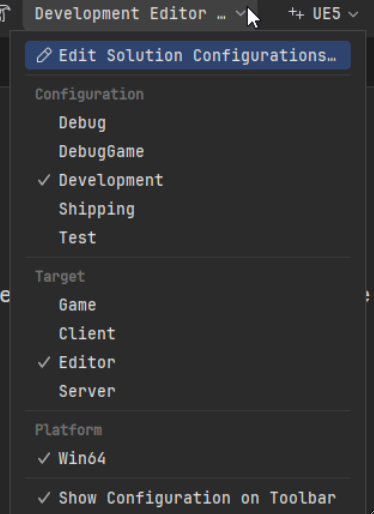 Development Editor …
UE5
Edit Solution Configurations…
Configuration
Debug
DebugGame
Development
Shipping
Test
Target
Game
Client
Editor
Server
Platform
Win64
Show Configuration on Toolbar